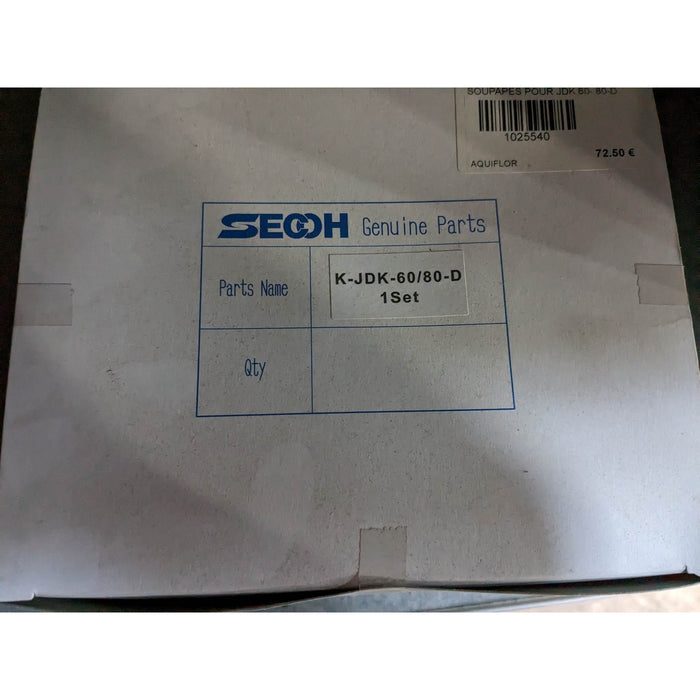 SOUPAPES POUR JDK 60- 80-D
1025540
72.50 €
AQUIFLOR
SECOH Genuine Parts
Parts Name
K-JDK-60/80-D
1Set
Qty